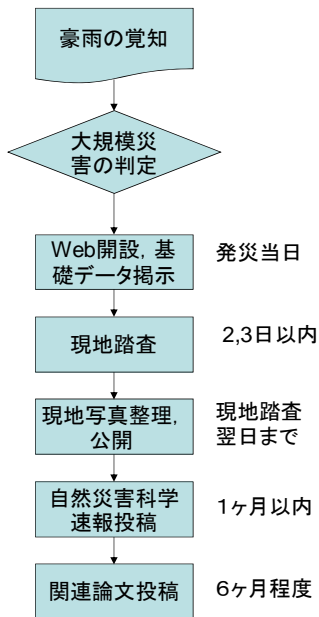 豪雨の覚知
大規模災
害の判定
Web開設，基
礎データ掲示
発災当日
現地踏査
2,3日以内
現地写真整理，
公開
現地踏査
翌日まで
自然災害科学
速報投稿
1ヶ月以内
関連論文投稿
6ヶ月程度